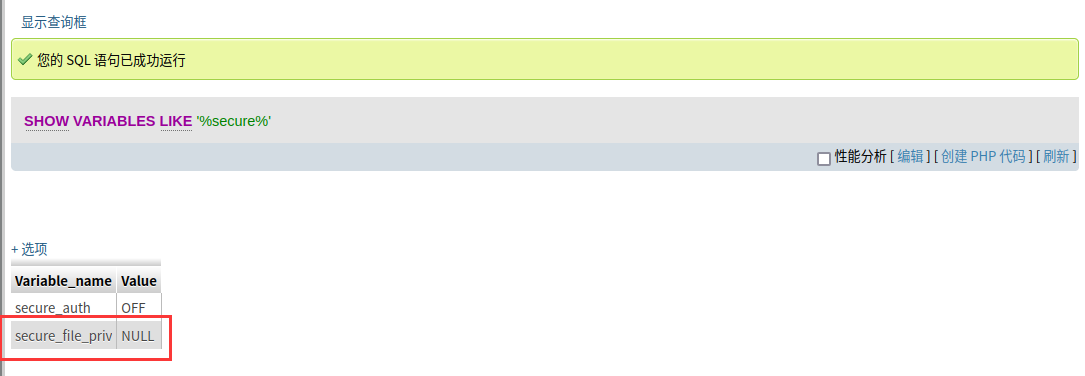 显示查询框
您的 SQL 语句已成功运行
SHOW VARIABLES LIKE '%secure%'
性能分析 [ 编辑 ] [ 创建 PHP 代码 ] [ 刷新 ]
+ 选项
Variable_name Value
secure_auth OFF
secure_file_priv NULL